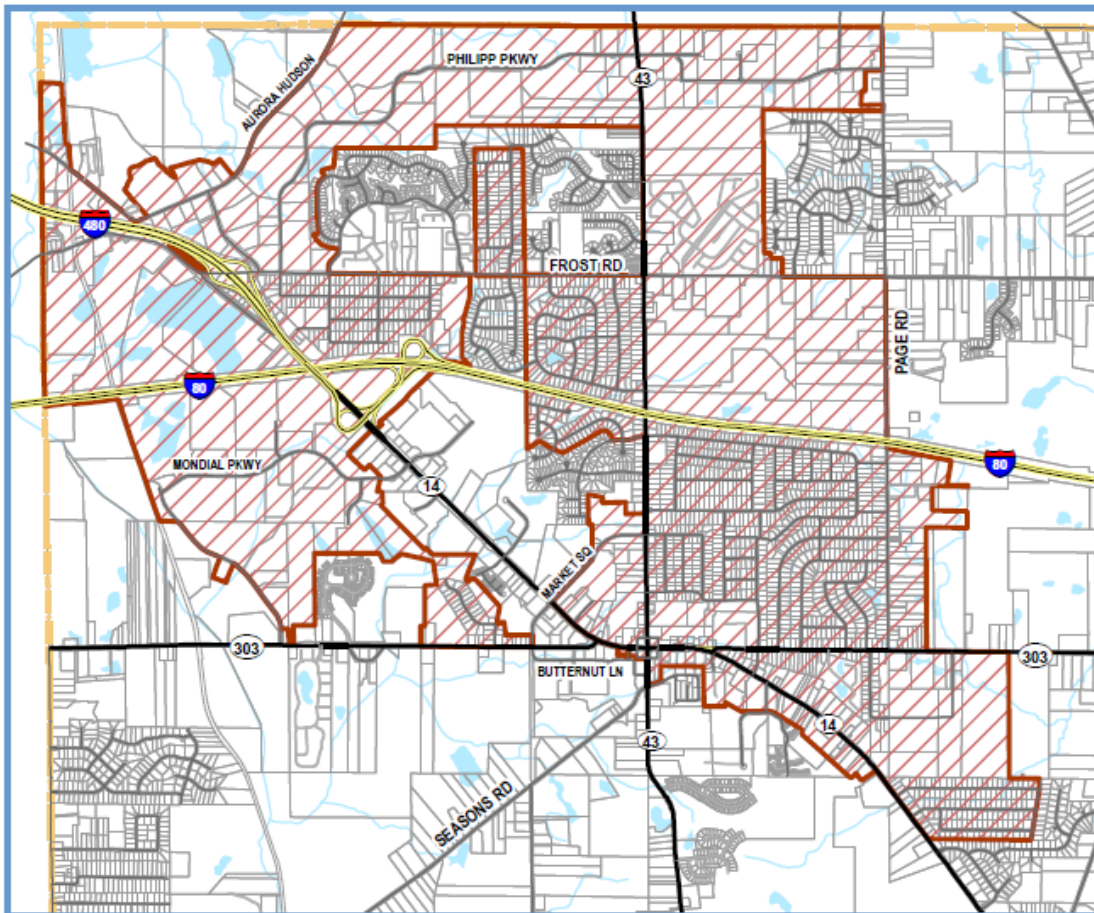 PHILIPP PKWY
43
AURORA HUDSON
480
FROST RD
PAGE RD
80
80
MONDIAL PKWY
14
MARKET SQ
303
BUTTERNUT LN
303
14
43
SEASONS RD